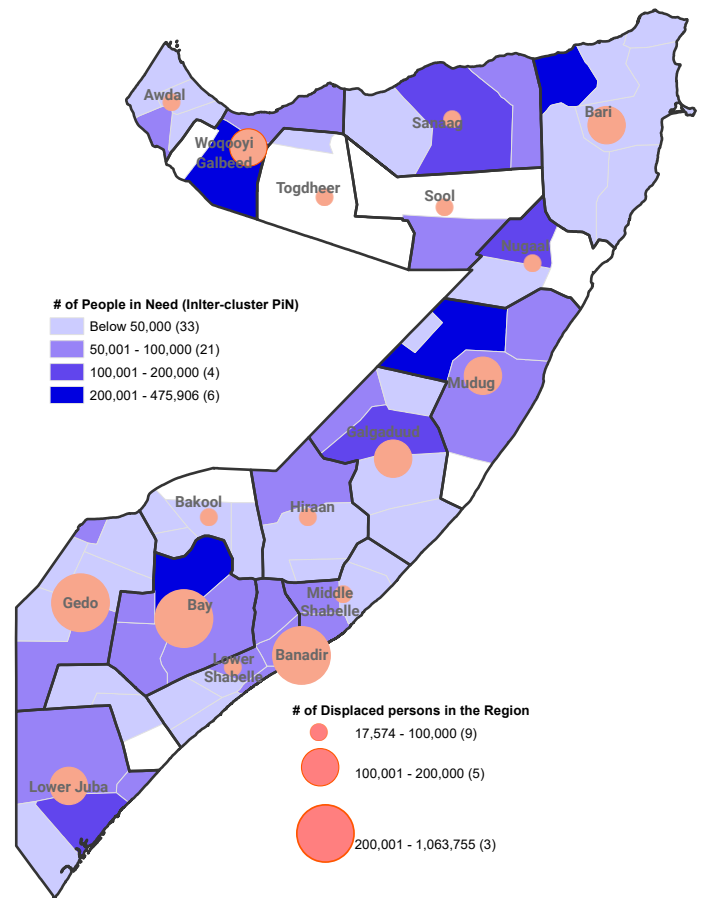 Awdal
Woqooyi
Galbeed
Togdheer
Sanaag
Sool
Bari
Nugaal
# of People in Need (InIter-cluster PiN)
Below 50,000 (33)
50,001 - 100,000 (21)
100,001 - 200,000 (4)
200,001 - 475,906 (6)
Mudug
Galgaduud
Bakool
Hiraan
Gedo
Bay
Middle
Shabelle
Banadir
Lower
Shabelle
Lower Juba
# of Displaced persons in the Region
17,574 - 100,000 (9)
100,001 - 200,000 (5)
200,001 - 1,063,755 (3)